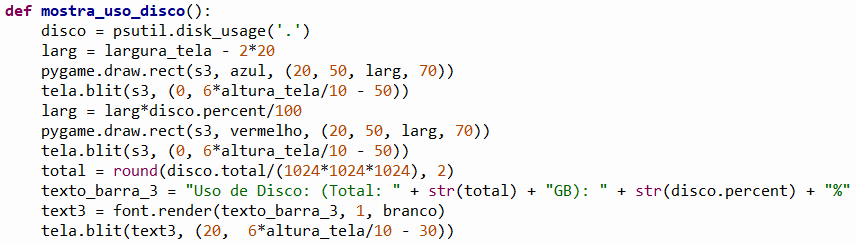 def mostra_uso_disco():
    disco = psutil.disk_usage('.')
    larg = largura_tela - 2*20
    pygame.draw.rect(s3, azul, (20, 50, larg, 70))
    tela.blit(s3, (0, 6*altura_tela/10 - 50))
    larg = larg*disco.percent/100
    pygame.draw.rect(s3, vermelho, (20, 50, larg, 70))
    tela.blit(s3, (0, 6*altura_tela/10 - 50))
    total = round(disco.total/(1024*1024*1024), 2)
    texto_barra_3 = "Uso de Disco: (Total: " + str(total) + "GB): " + str(disco.percent) + "%"
    text3 = font.render(texto_barra_3, 1, branco)
    tela.blit(text3, (20,  6*altura_tela/10 - 30))